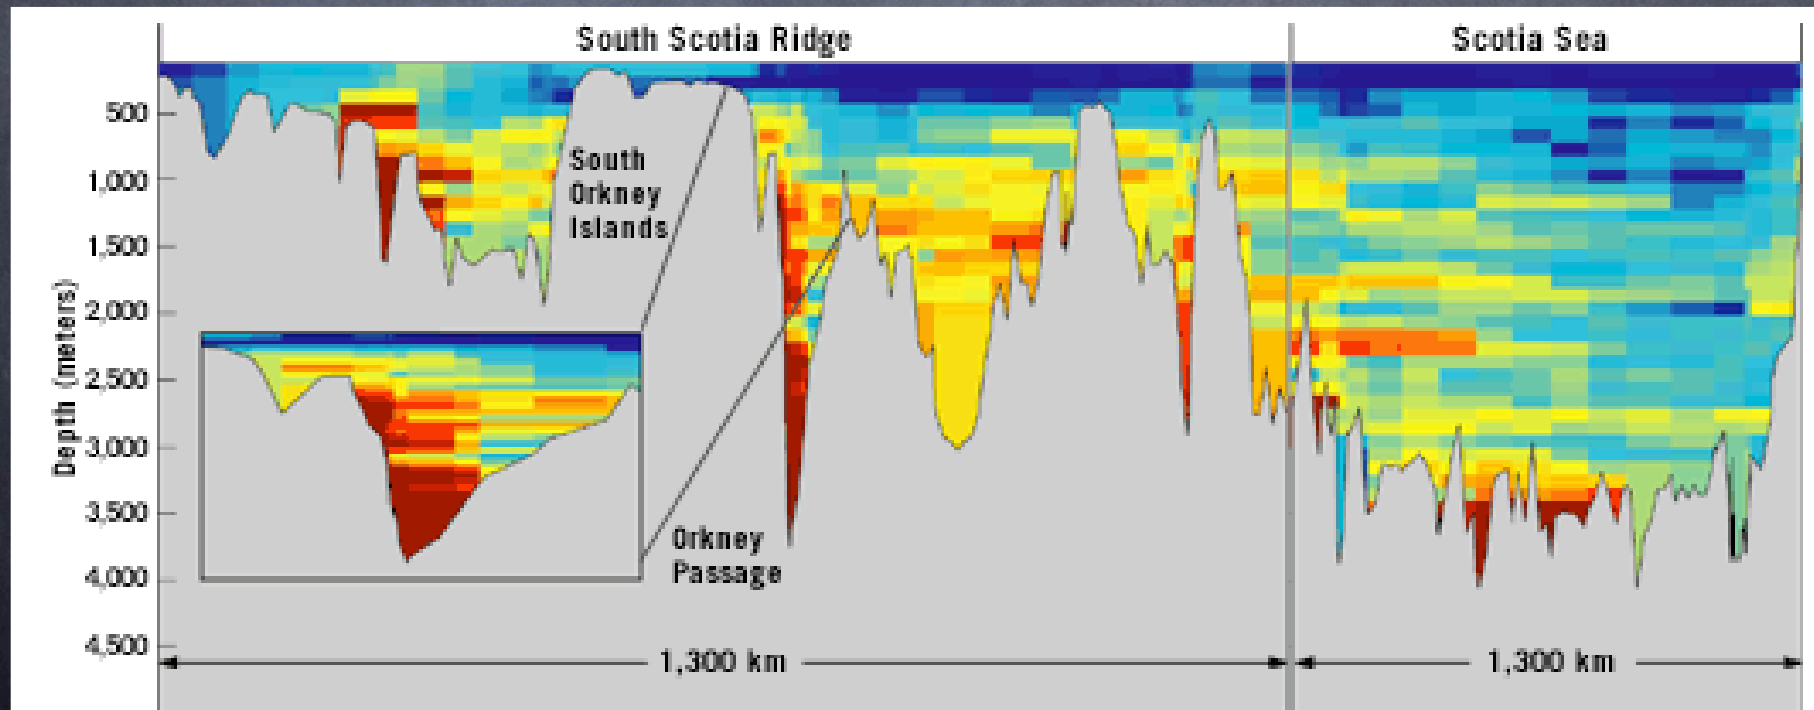 South Scotia Ridge
Scotia Sea
500
1,000
1,500
2,000
2,500
3,000
3,500
4,000
4,500
Depth (meters)
South
Orkney
Islands
Orkney
Passage
1,300 km
1,300 km